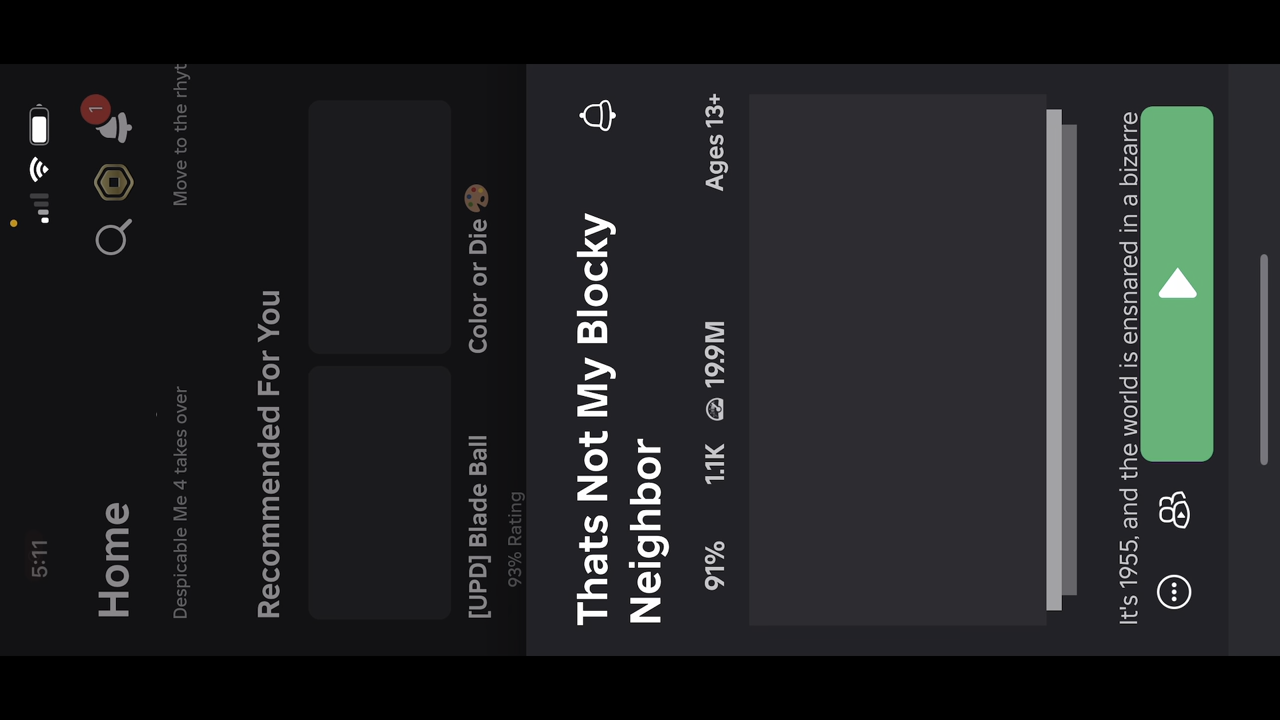 5:11
Home
1
Despicable Me 4 takes over
Move to the rhyt
Recommended For You
[UPD] Blade Ball
Color or Die
93% Rating
Thats Not My Blocky
Neighbor
91%
1.1K
19.9M
Ages 13+
It's 1955, and the world is ensnared in a bizarre